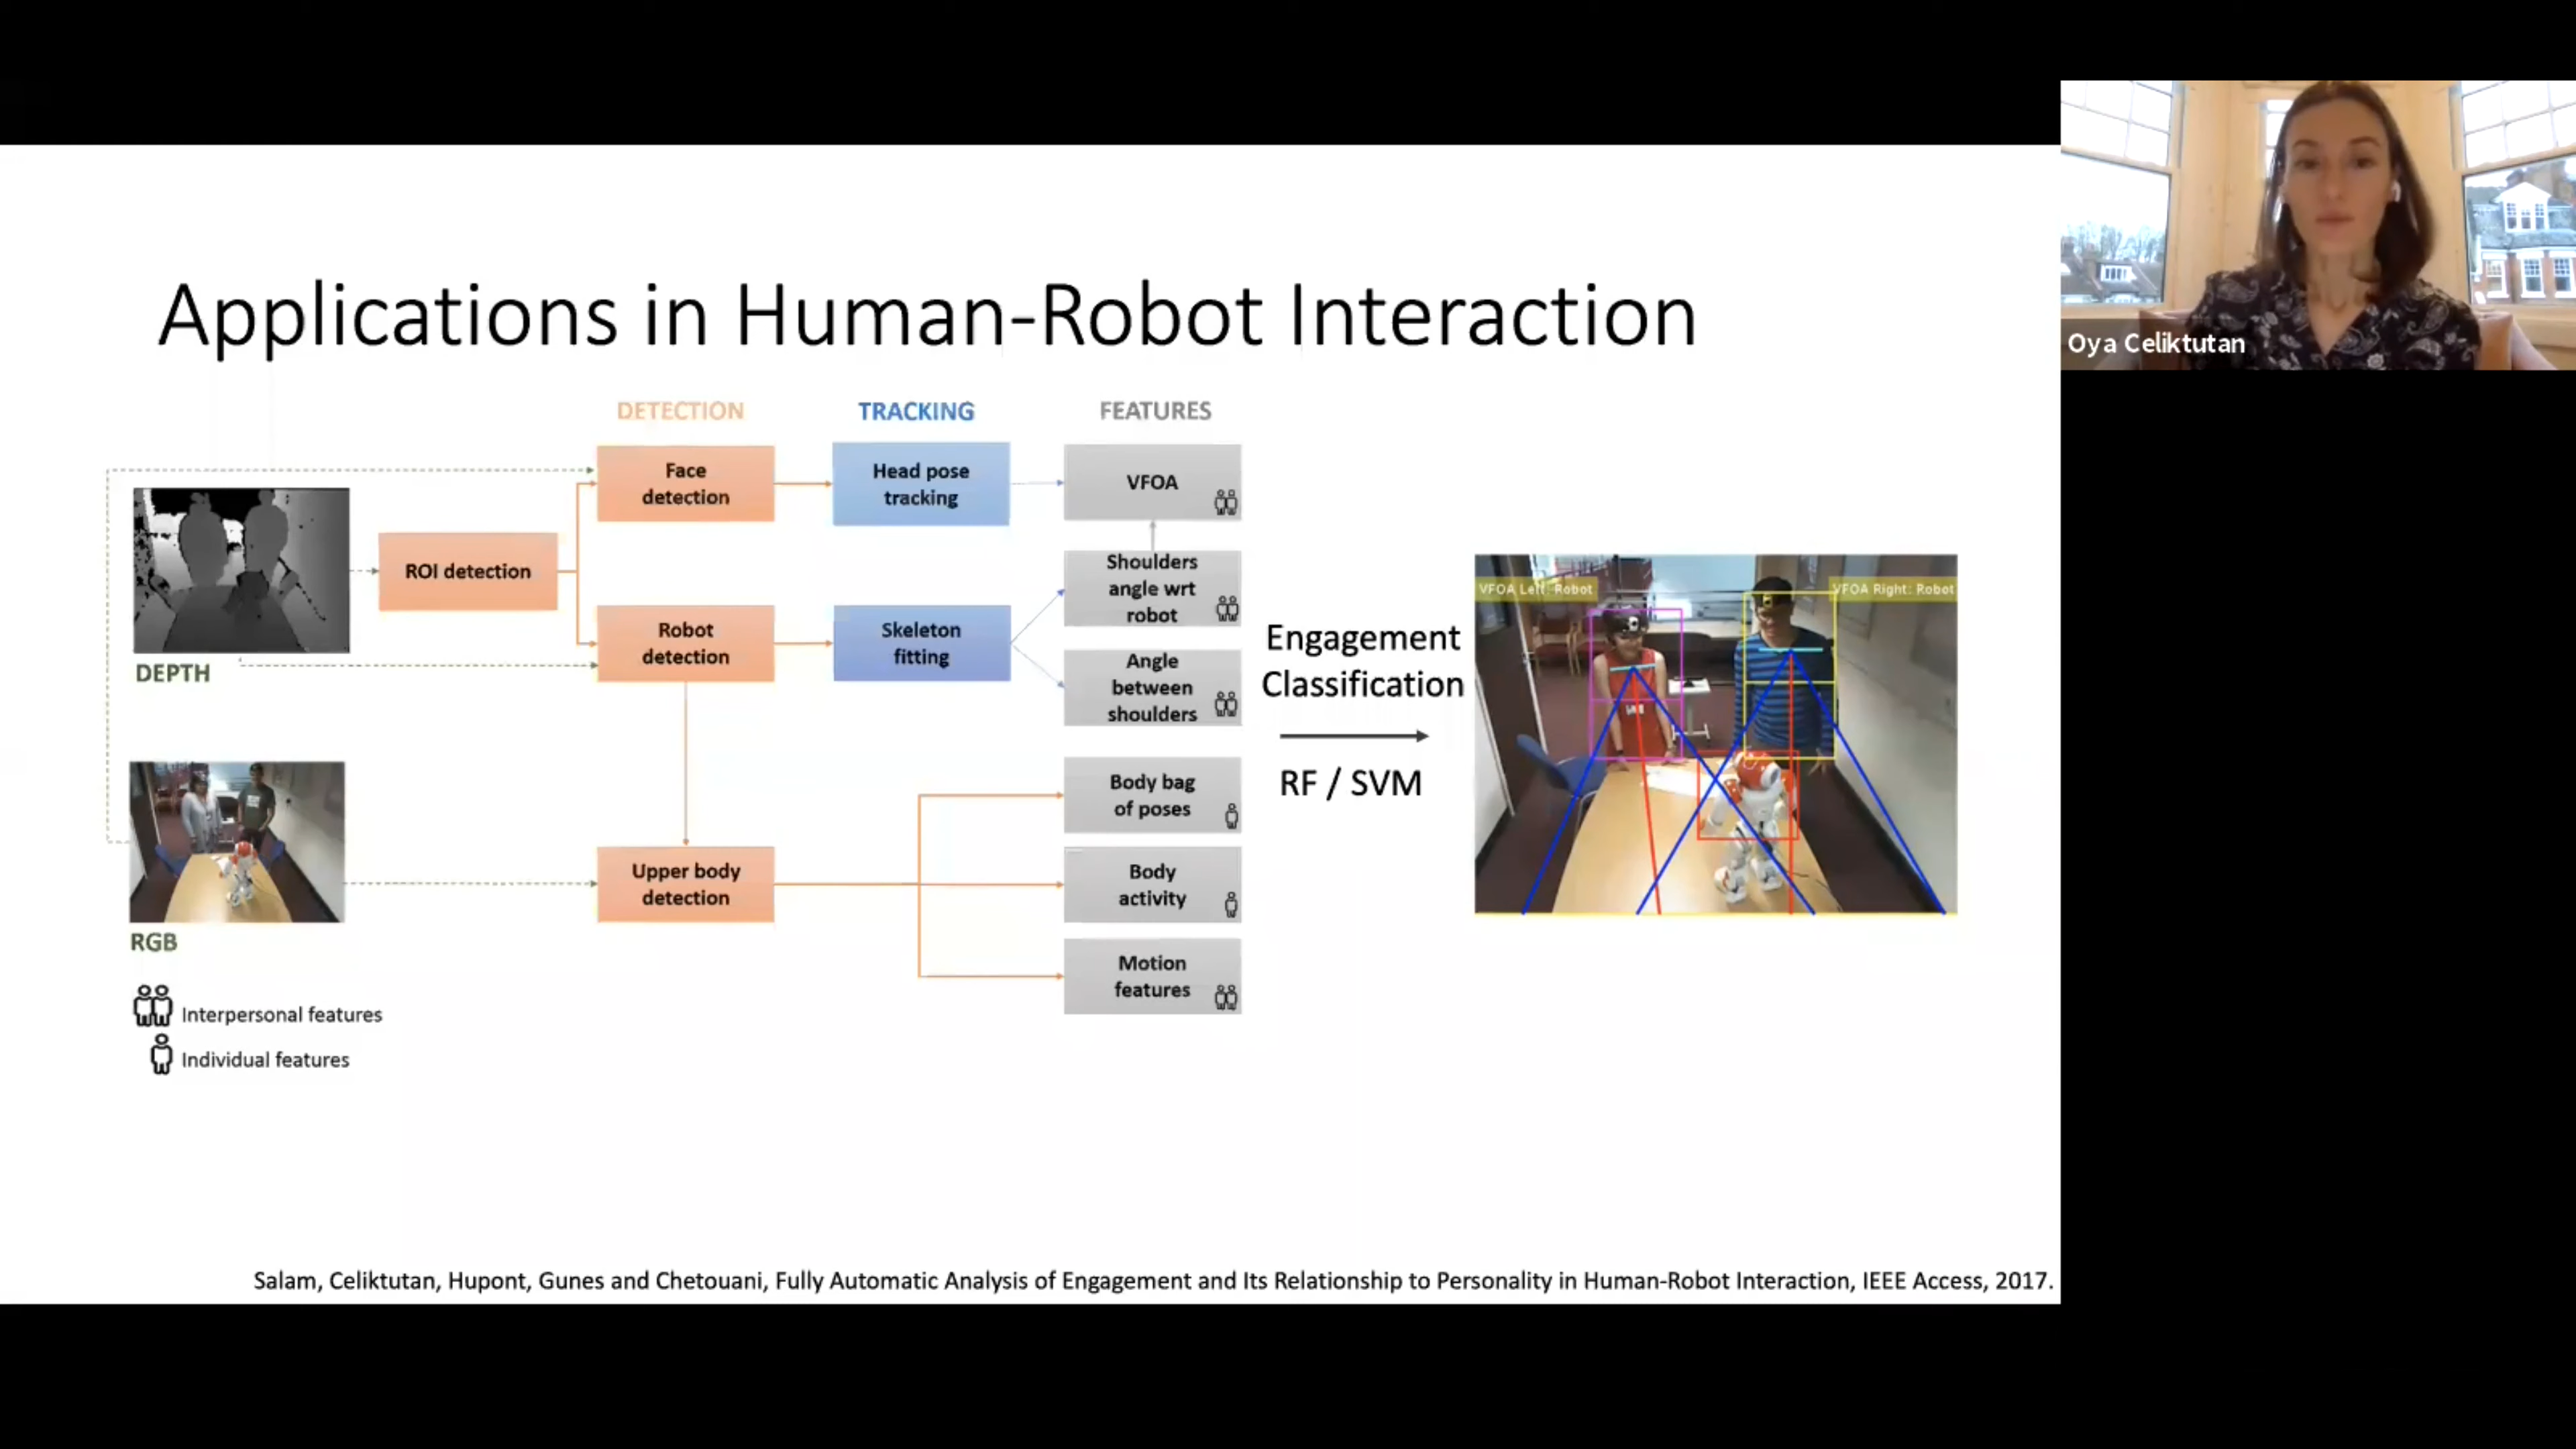 Applications in Human-Robot Interaction
Oya Celiktutan
DETECTION
TRACKING
FEATURES
Face
detection
Head pose
tracking
VFOA
ROI detection
Robot
detection
Skeleton
fitting
Shoulders
angle wrt
robot
Angle
between
shoulders
DEPTH
Body bag
of poses
Upper body
detection
Body
activity
Motion
features
RGB
Interpersonal features
Individual features
Engagement
Classification
RF / SVM
VFOA Left: Robot
VFOA Right: Robot
Salam, Celiktutan, Hupont, Gunes and Chetouani, Fully Automatic Analysis of Engagement and Its Relationship to Personality in Human-Robot Interaction, IEEE Access, 2017.